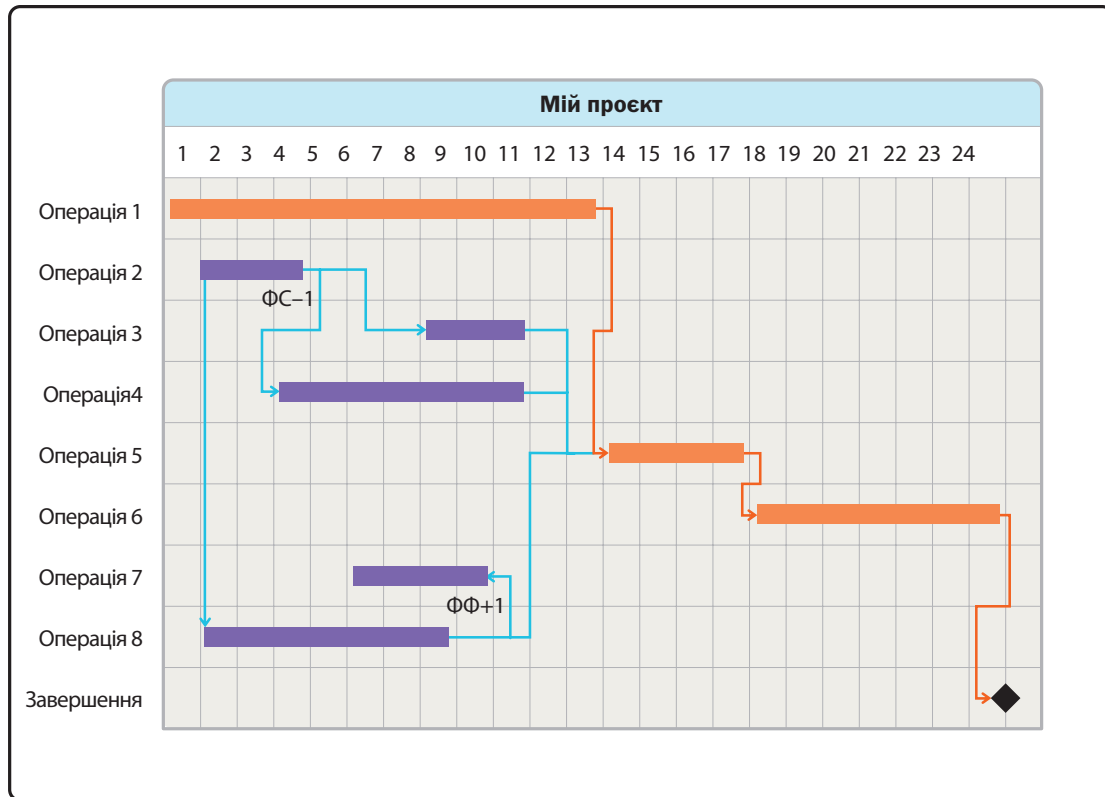 Мій проєкт
1 2 3 4 5 6 7 8 9 10 11 12 13 14 15 16 17 18 19 20 21 22 23 24
Операція 1
Операція 2
ФС–1
Операція 3
Операція4
Операція 5
Операція 6
Операція 7
ФФ+1
Операція 8
Завершення